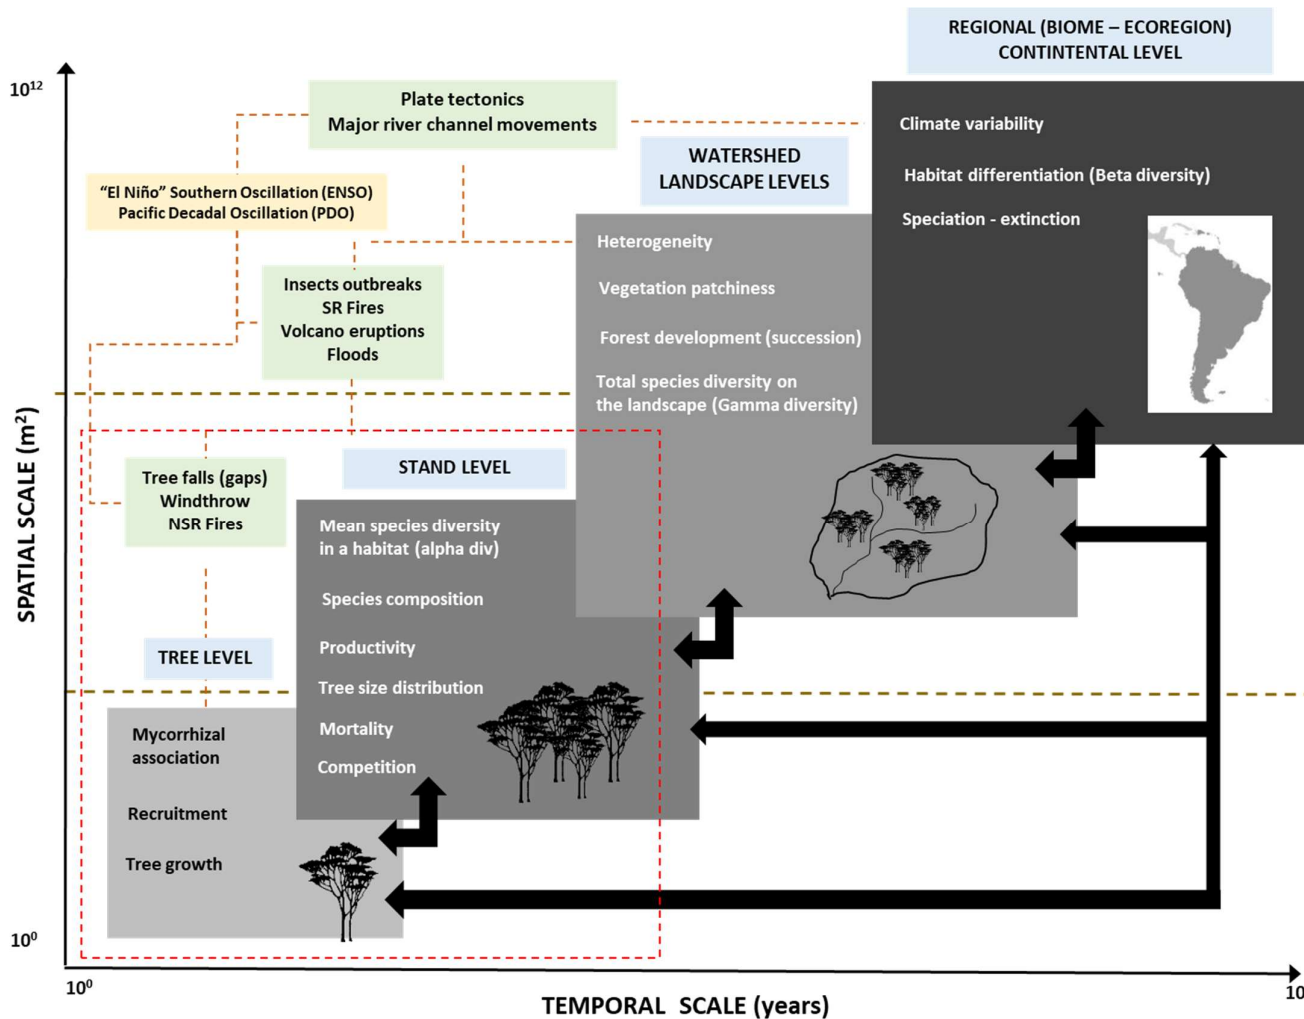 REGIONAL (BIOME – ECOREGION)
CONTINTENTAL LEVEL
10¹²
Plate tectonics
Major river channel movements
Climate variability
WATERSHED
LANDSCAPE LEVELS
Habitat differentiation (Beta diversity)
“El Niño” Southern Oscillation (ENSO)
Pacific Decadal Oscillation (PDO)
Speciation - extinction
Heterogeneity
Insects outbreaks
SR Fires
Volcano eruptions
Floods
Vegetation patchiness
Forest development (succession)
Total species diversity on
the landscape (Gamma diversity)
SPATIAL SCALE (m²)
STAND LEVEL
Tree falls (gaps)
Windthrow
NSR Fires
Mean species diversity
in a habitat (alpha div)
Species composition
Productivity
TREE LEVEL
Tree size distribution
Mortality
Competition
Mycorrhizal
association
Recruitment
Tree growth
10⁰
10⁰
TEMPORAL SCALE (years)
10